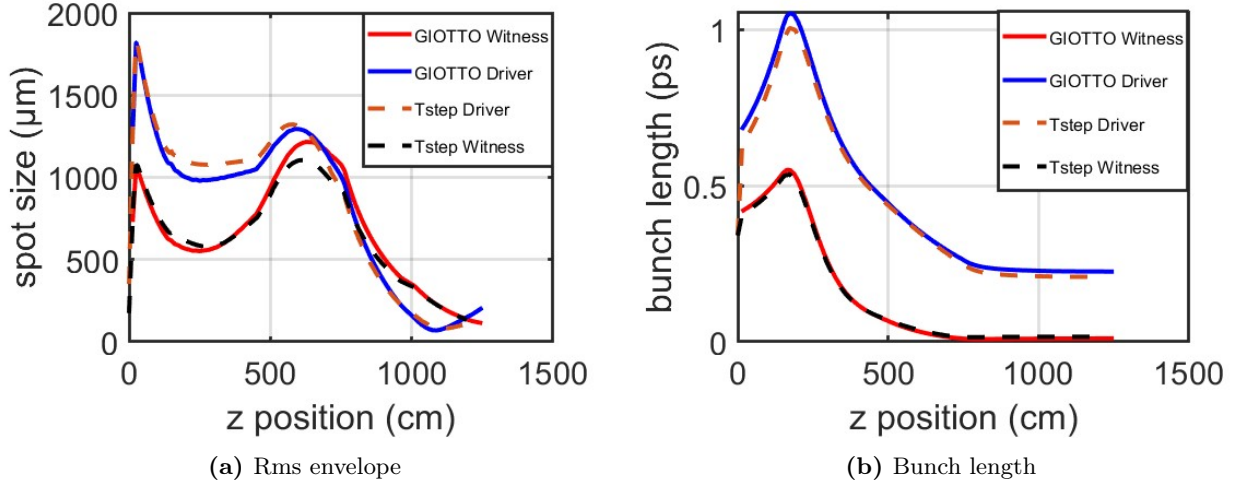 2000
1500
1000
500
0
spot size (μm)
GIOTTO Witness
GIOTTO Driver
Tstep Driver
Tstep Witness
0 500 1000 1500
z position (cm)
(a) Rms envelope
1
0.5
0
bunch length (ps)
GIOTTO Witness
GIOTTO Driver
Tstep Driver
Tstep Witness
0 500 1000 1500
z position (cm)
(b) Bunch length